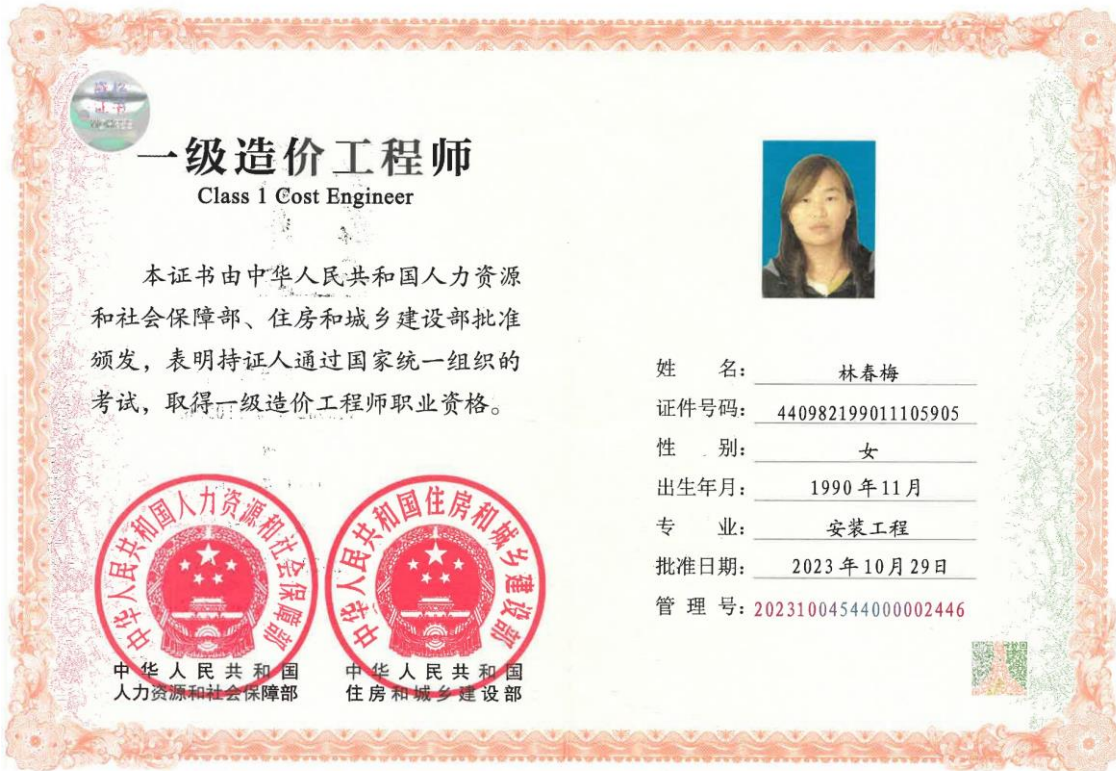 一级造价工程师
Class 1 Cost Engineer
本证书由中华人民共和国人力资源
和社会保障部、住房和城乡建设部批准
颁发，表明持证人通过国家统一组织的
考试，取得一级造价工程师职业资格。
中华人民共和国人力资源和社会保障部
中华人民共和国住房和城乡建设部
中华人民共和国
人力资源和社会保障部
中华人民共和国
住房和城乡建设部
姓 名： 林春梅
证件号码： 440982199011105905
性 别： 女
出生年月： 1990年11月
专 业： 安装工程
批准日期： 2023年10月29日
管 理 号： 20231004544000002446